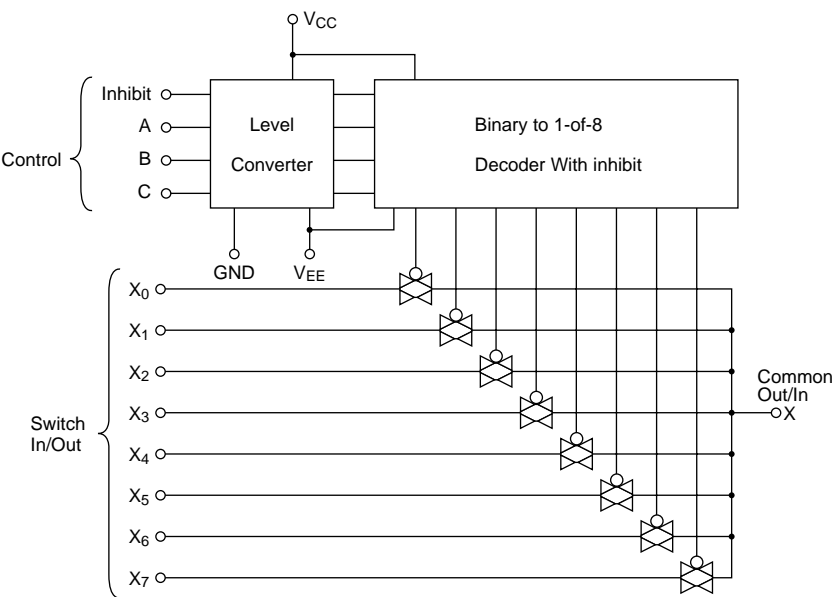 VCC
Inhibit
A
B
C
Control
Level
Converter
Binary to 1-of-8
Decoder With inhibit
GND
VEE
X0
X1
X2
X3
X4
X5
X6
X7
Switch
In/Out
Common
Out/In
X